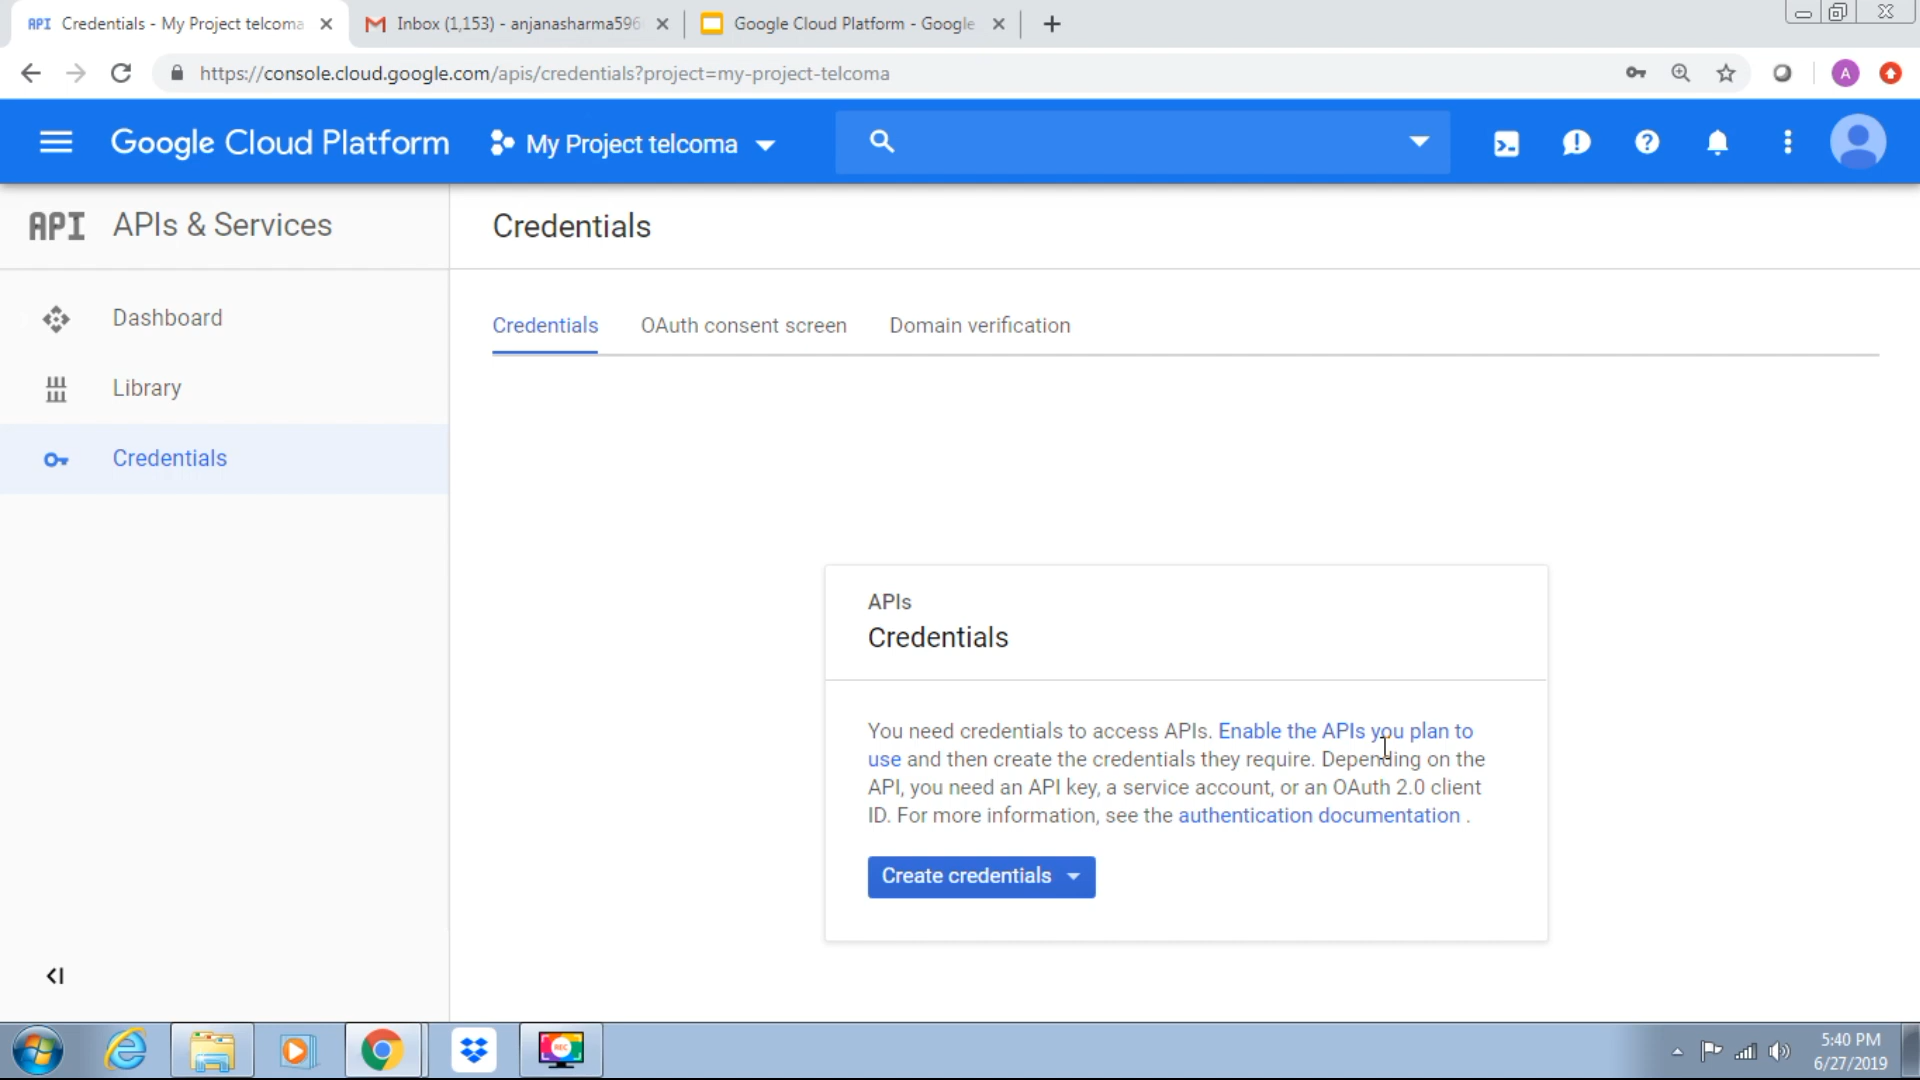 API Credentials - My Project telcoma
Inbox (1,153) - anjanasharma596
Google Cloud Platform - Google
https://console.cloud.google.com/apis/credentials?project=my-project-telcoma
A
Google Cloud Platform
My Project telcoma
API APIs & Services
Credentials
Dashboard
Library
Credentials
Credentials
OAuth consent screen
Domain verification
APIs
Credentials
You need credentials to access APIs. Enable the APIs you plan to
use and then create the credentials they require. Depending on the
API, you need an API key, a service account, or an OAuth 2.0 client
ID. For more information, see the authentication documentation .
Create credentials
REC
5:40 PM
6/27/2019